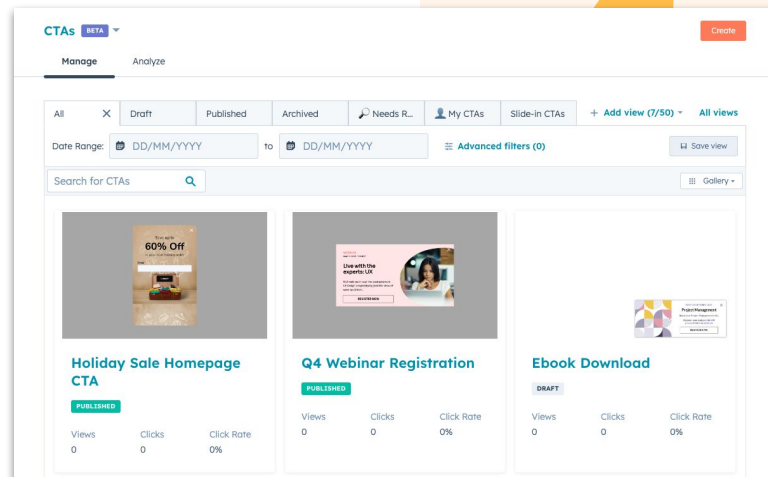 CTAs BETA
Create
Manage Analyze
All Draft Published Archived Needs R... My CTAs Slide-in CTAs + Add view (7/50) All views
Date Range: DD/MM/YYYY to DD/MM/YYYY Advanced filters (0) Save view
Search for CTAs Gallery
60% Off
Live with the
experts: UX
REGISTER NOW
Project Management
Holiday Sale Homepage
CTA
PUBLISHED
Views Clicks Click Rate
0 0 0%
Q4 Webinar Registration
PUBLISHED
Views Clicks Click Rate
0 0 0%
Ebook Download
DRAFT
Views Clicks Click Rate
0 0 0%